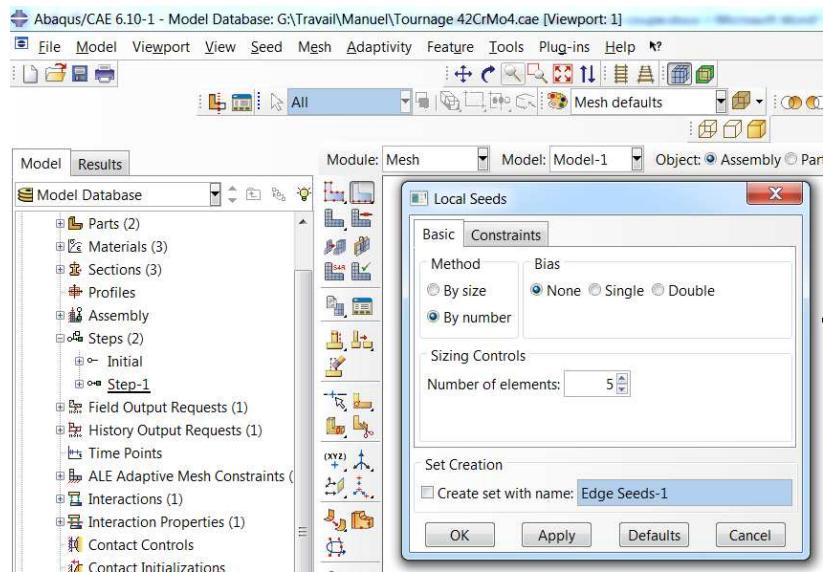 Abaqus/CAE 6.10-1 - Model Database: G:\Travail\Manuel\Tournage 42CrMo4.cae [Viewport: 1]
File Model Viewport View Seed Mesh Adaptivity Feature Tools Plug-ins Help
All
Mesh defaults
Model Results
Module: Mesh Model: Model-1 Object: Assembly Part
Model Database
Parts (2)
Materials (3)
Sections (3)
Profiles
Assembly
Steps (2)
Initial
Step-1
Field Output Requests (1)
History Output Requests (1)
Time Points
ALE Adaptive Mesh Constraints (
Interactions (1)
Interaction Properties (1)
Contact Controls
Contact Initializations
(XYZ)
Local Seeds
Basic Constraints
Method
By size
By number
Bias
None Single Double
Sizing Controls
Number of elements: 5
Set Creation
Create set with name: Edge Seeds-1
OK Apply Defaults Cancel